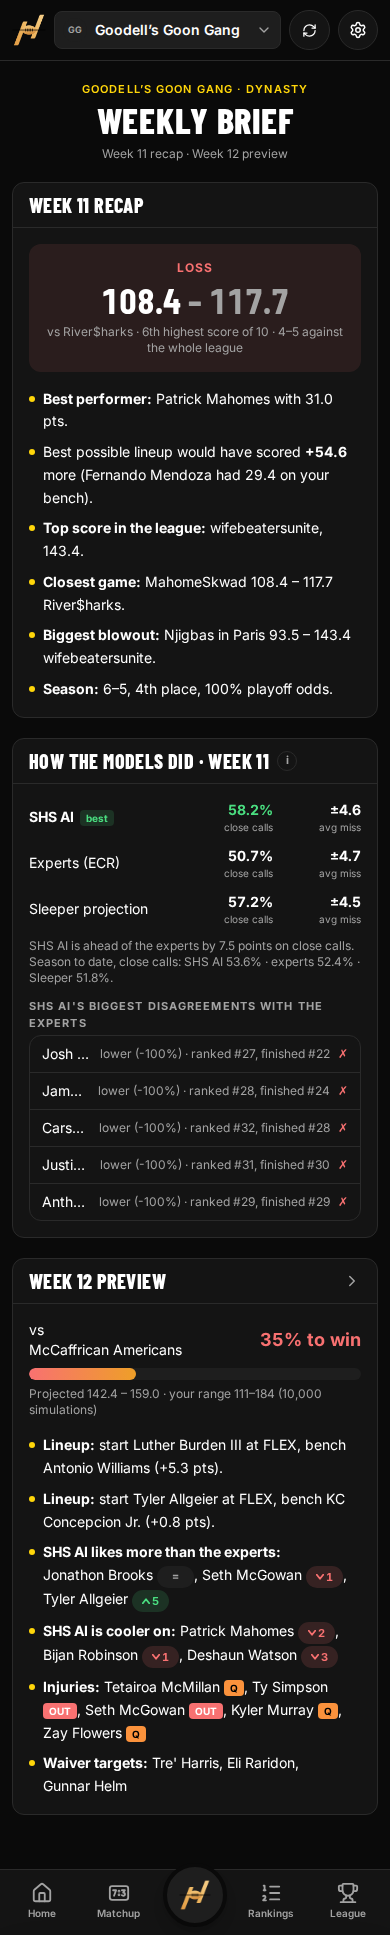 GG Goodell's Goon Gang
GOODELL'S GOON GANG · DYNASTY
WEEKLY BRIEF
Week 11 recap · Week 12 preview
WEEK 11 RECAP
LOSS
108.4 – 117.7
vs River$harks · 6th highest score of 10 · 4–5 against
the whole league
Best performer: Patrick Mahomes with 31.0
pts.
Best possible lineup would have scored +54.6
more (Fernando Mendoza had 29.4 on your
bench).
Top score in the league: wifebeatersunite,
143.4.
Closest game: MahomeSkwad 108.4 – 117.7
River$harks.
Biggest blowout: Njigbas in Paris 93.5 – 143.4
wifebeatersunite.
Season: 6–5, 4th place, 100% playoff odds.
HOW THE MODELS DID · WEEK 11 i
SHS AI best 58.2% ±4.6
close calls avg miss
Experts (ECR) 50.7% ±4.7
close calls avg miss
Sleeper projection 57.2% ±4.5
close calls avg miss
SHS AI is ahead of the experts by 7.5 points on close calls.
Season to date, close calls: SHS AI 53.6% · experts 52.4% ·
Sleeper 51.8%.
SHS AI'S BIGGEST DISAGREEMENTS WITH THE
EXPERTS
Josh ... lower (-100%) · ranked #27, finished #22 ✗
Jam... lower (-100%) · ranked #28, finished #24 ✗
Cars... lower (-100%) · ranked #32, finished #28 ✗
Justi... lower (-100%) · ranked #31, finished #30 ✗
Anth... lower (-100%) · ranked #29, finished #29 ✗
WEEK 12 PREVIEW
vs
McCaffrican Americans
35% to win
Projected 142.4 – 159.0 · your range 111–184 (10,000
simulations)
Lineup: start Luther Burden III at FLEX, bench
Antonio Williams (+5.3 pts).
Lineup: start Tyler Allgeier at FLEX, bench KC
Concepcion Jr. (+0.8 pts).
SHS AI likes more than the experts:
Jonathon Brooks =, Seth McGowan 1,
Tyler Allgeier 5
SHS AI is cooler on: Patrick Mahomes 2,
Bijan Robinson 1, Deshaun Watson 3
Injuries: Tetairoa McMillan Q, Ty Simpson
OUT, Seth McGowan OUT, Kyler Murray Q,
Zay Flowers Q
Waiver targets: Tre' Harris, Eli Raridon,
Gunnar Helm
7:3
Home Matchup Rankings League